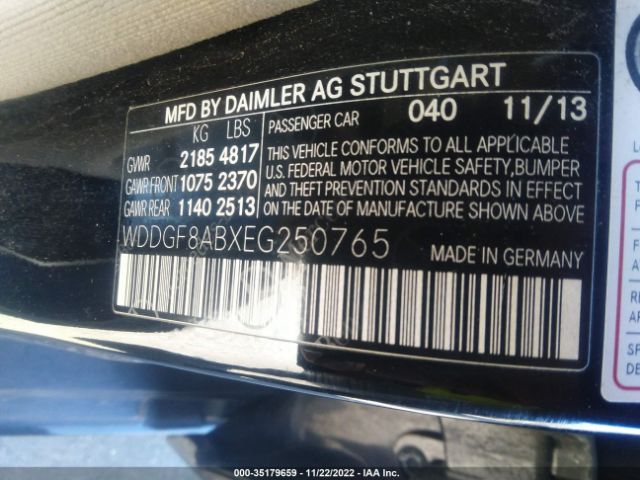 MFD BY DAIMLER AG STUTTGART
KG LBS
PASSENGER CAR 040 11/13
GVWR 2185 4817
GAWR FRONT 1075 2370
GAWR REAR 1140 2513
THIS VEHICLE CONFORMS TO ALL APPLICABLE
U.S. FEDERAL MOTOR VEHICLE SAFETY, BUMPER
AND THEFT PREVENTION STANDARDS IN EFFECT
ON THE DATE OF MANUFACTURE SHOWN ABOVE
WDDGF8ABXEG250765
MADE IN GERMANY
000-35179659 - 11/22/2022 - IAA Inc.